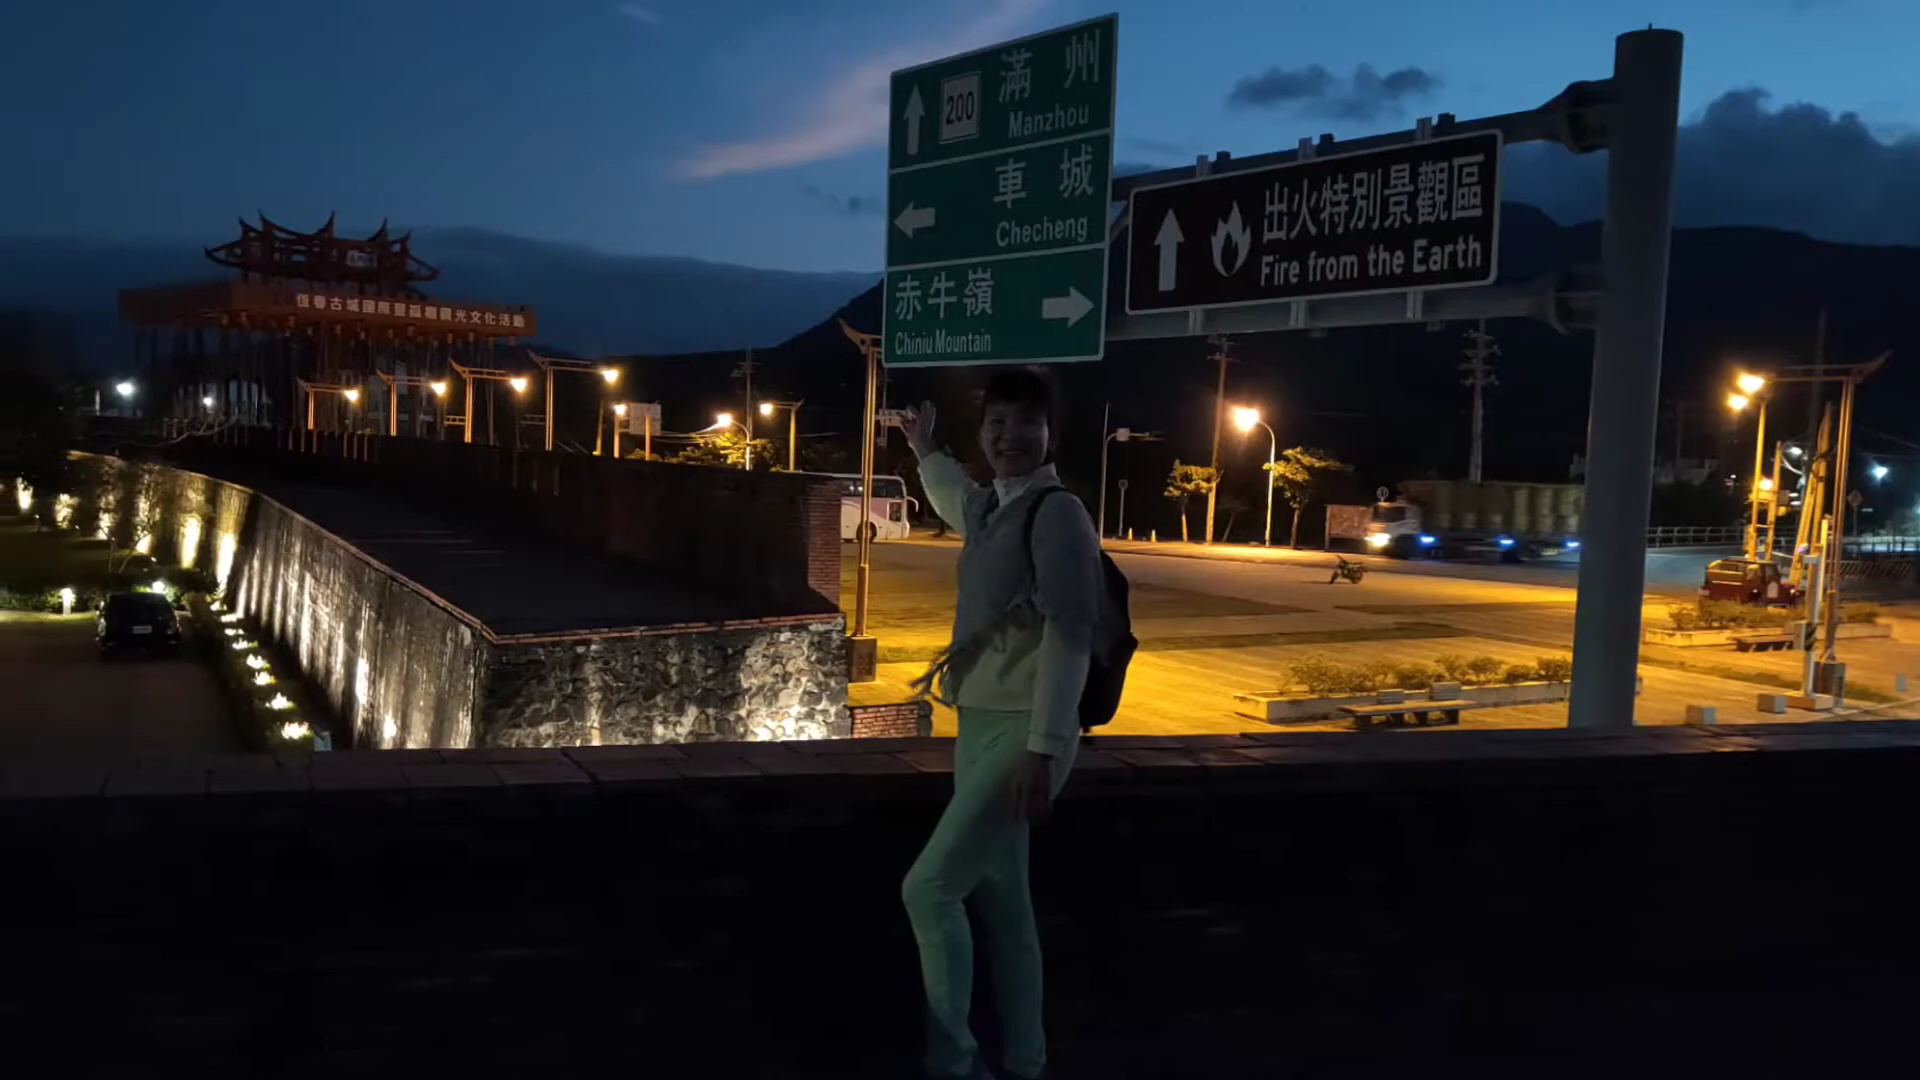 200 滿州
Manzhou
車城
Checheng
赤牛嶺
Chiniu Mountain
出火特別景觀區
Fire from the Earth
恆春古城國際豎孤棚觀光文化活動